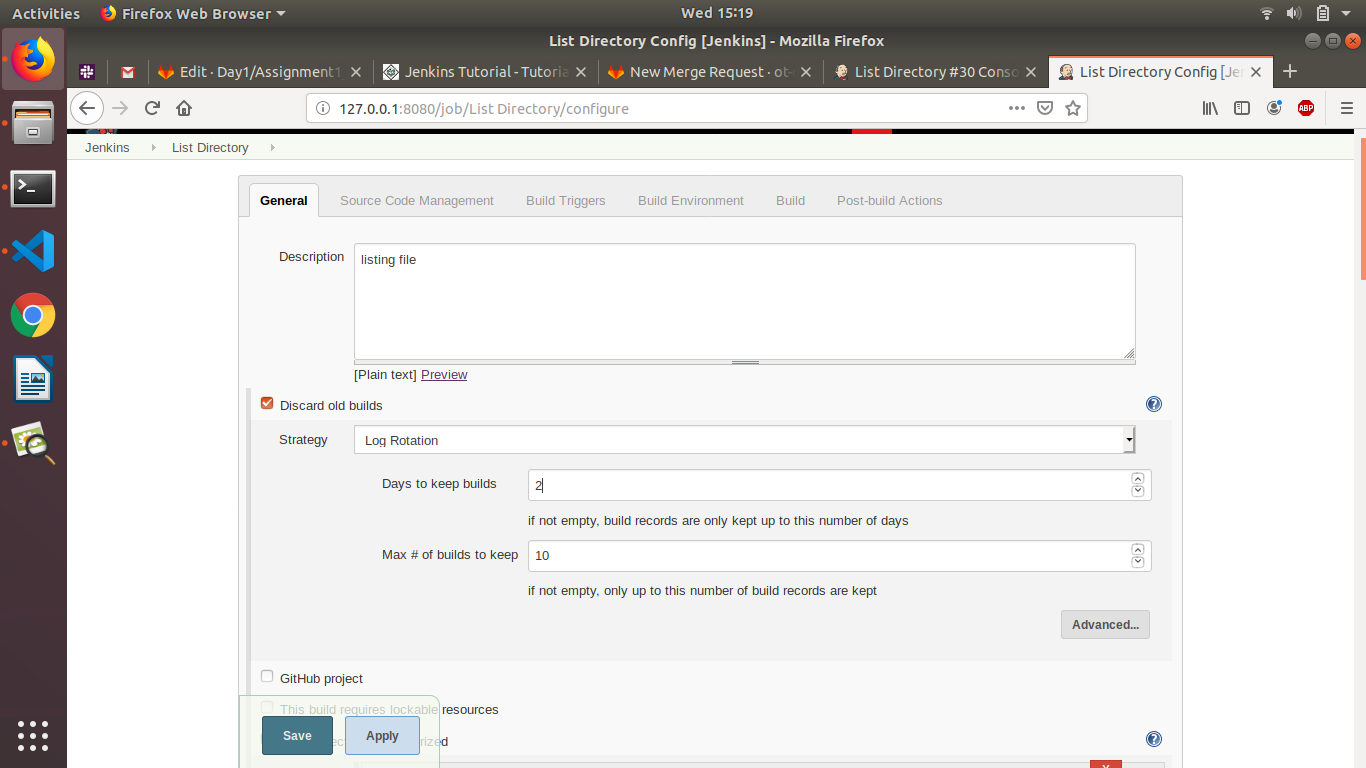 Activities Firefox Web Browser Wed 15:19
List Directory Config [Jenkins] - Mozilla Firefox
Edit · Day1/Assignment1 Jenkins Tutorial - Tutoria New Merge Request · ot- List Directory #30 Conso List Directory Config [Je
127.0.0.1:8080/job/List Directory/configure
ABP
Jenkins List Directory
General Source Code Management Build Triggers Build Environment Build Post-build Actions
Description listing file
[Plain text] Preview
Discard old builds
Strategy Log Rotation
Days to keep builds 2
if not empty, build records are only kept up to this number of days
Max # of builds to keep 10
if not empty, only up to this number of build records are kept
Advanced...
GitHub project
This build requires lockable resources
Save Apply
X